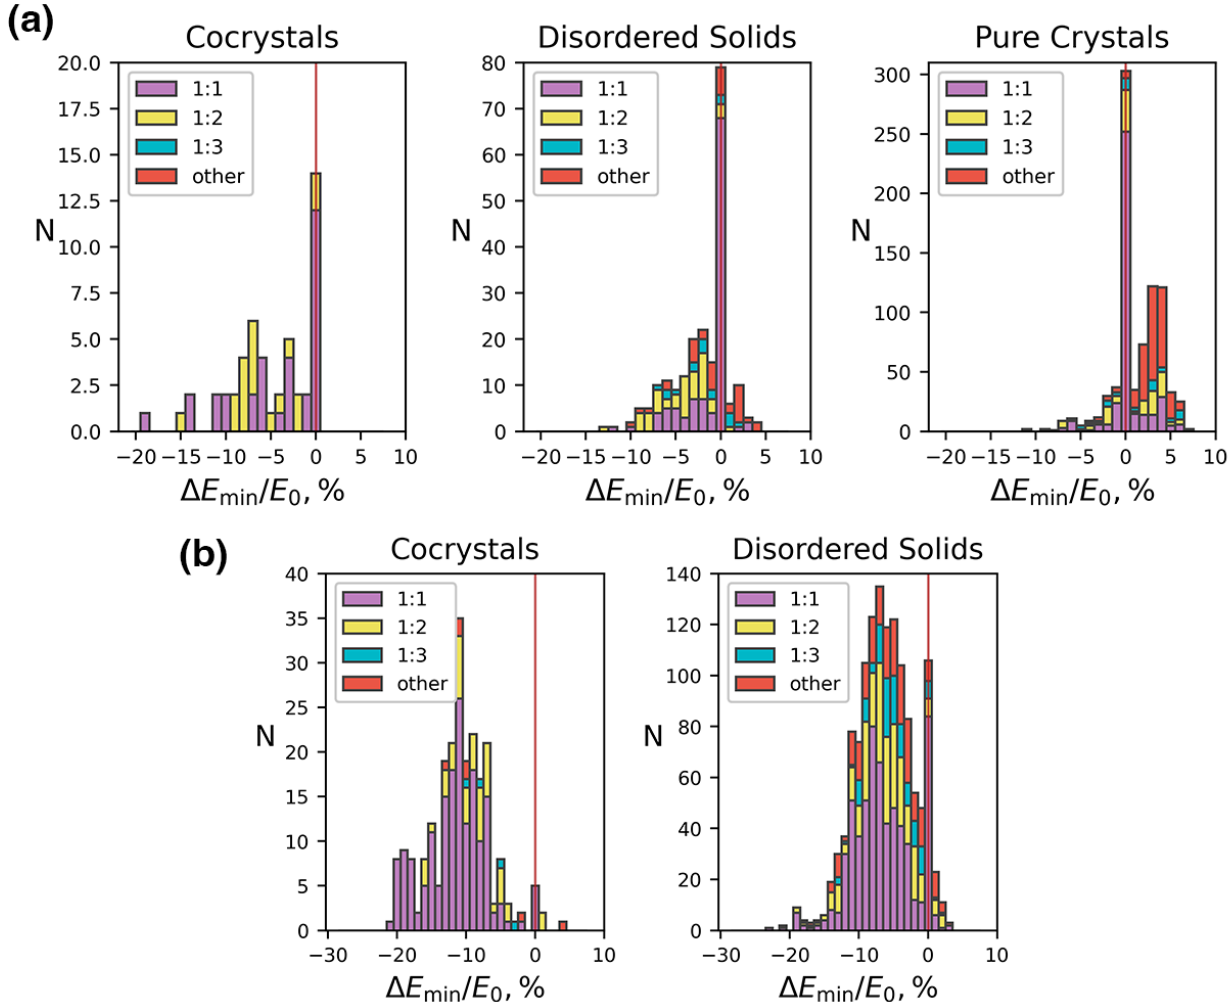 (a)
Cocrystals
20.0
17.5
15.0
12.5
10.0
7.5
5.0
2.5
0.0
N
1:1
1:2
1:3
other
−20 −15 −10 −5 0 5 10
ΔE_min/E_0, %
Disordered Solids
80
70
60
50
40
30
20
10
0
N
1:1
1:2
1:3
other
−20 −15 −10 −5 0 5 10
ΔE_min/E_0, %
Pure Crystals
300
250
200
150
100
50
0
N
1:1
1:2
1:3
other
−20 −15 −10 −5 0 5 10
ΔE_min/E_0, %
(b)
Cocrystals
40
35
30
25
20
15
10
5
0
N
1:1
1:2
1:3
other
−30 −20 −10 0 10
ΔE_min/E_0, %
Disordered Solids
140
120
100
80
60
40
20
0
N
1:1
1:2
1:3
other
−30 −20 −10 0 10
ΔE_min/E_0, %